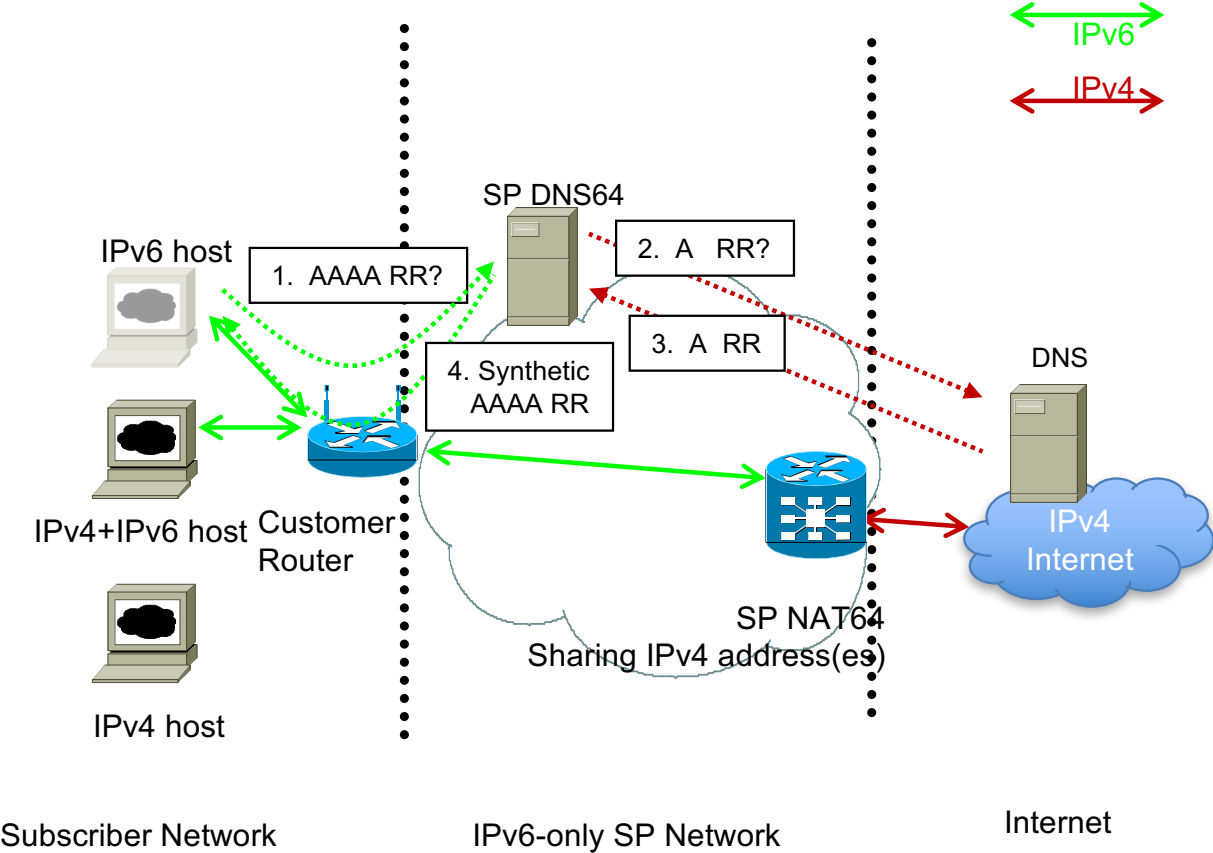 IPv6
IPv4
SP DNS64
IPv6 host
1. AAAA RR?
2. A RR?
3. A RR
4. Synthetic
AAAA RR
DNS
IPv4+IPv6 host
Customer
Router
IPv4
Internet
SP NAT64
Sharing IPv4 address(es)
IPv4 host
Subscriber Network
IPv6-only SP Network
Internet